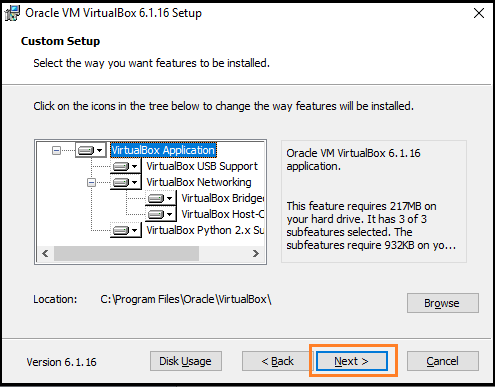 Oracle VM VirtualBox 6.1.16 Setup
Custom Setup
Select the way you want features to be installed.
Click on the icons in the tree below to change the way features will be installed.
VirtualBox Application
VirtualBox USB Support
VirtualBox Networking
VirtualBox Bridge
VirtualBox Host-
VirtualBox Python 2.x Su
Oracle VM VirtualBox 6.1.16
application.
This feature requires 217MB on
your hard drive. It has 3 of 3
subfeatures selected. The
subfeatures require 932KB on yo...
Location: C:\Program Files\Oracle\VirtualBox\
Browse
Version 6.1.16
Disk Usage
< Back
Next >
Cancel